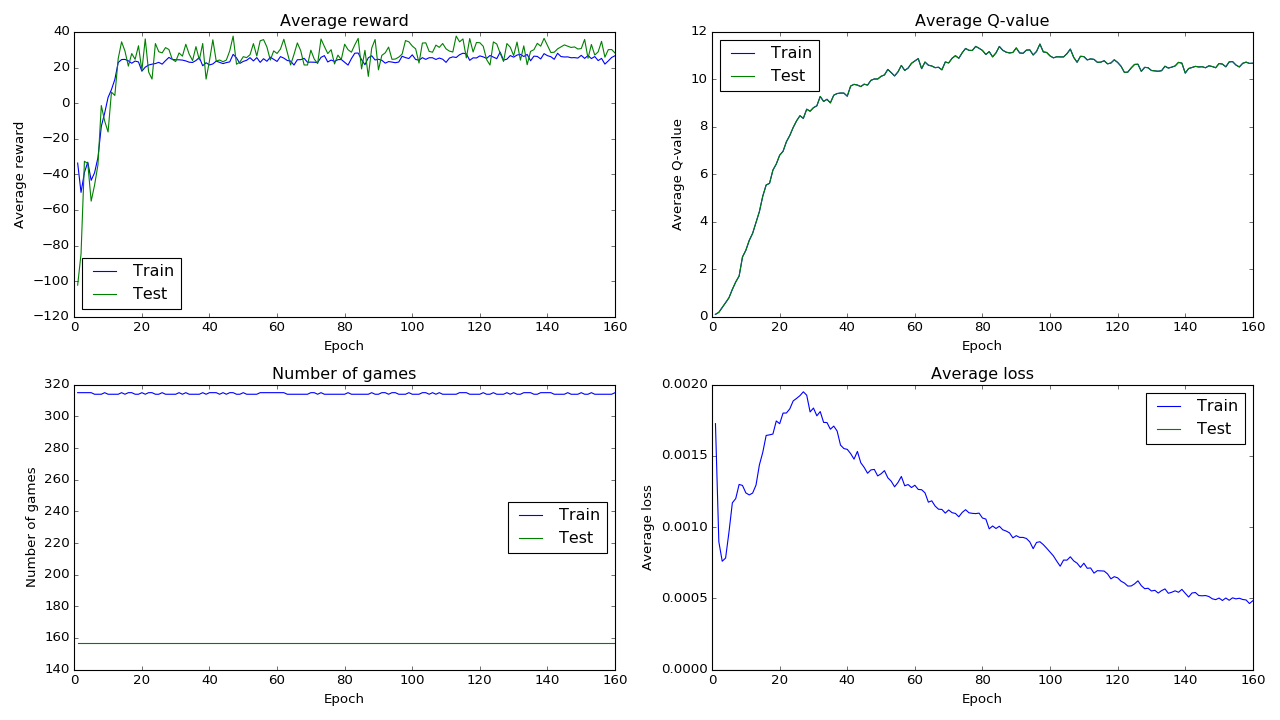 Average reward
40
20
0
−20
−40
−60
−80
−100
−120
Average reward
Train
Test
0 20 40 60 80 100 120 140 160
Epoch
Average Q-value
12
10
8
6
4
2
0
Average Q-value
Train
Test
0 20 40 60 80 100 120 140 160
Epoch
Number of games
320
300
280
260
240
220
200
180
160
140
Number of games
Train
Test
0 20 40 60 80 100 120 140 160
Epoch
Average loss
0.0020
0.0015
0.0010
0.0005
0.0000
Average loss
Train
Test
0 20 40 60 80 100 120 140 160
Epoch